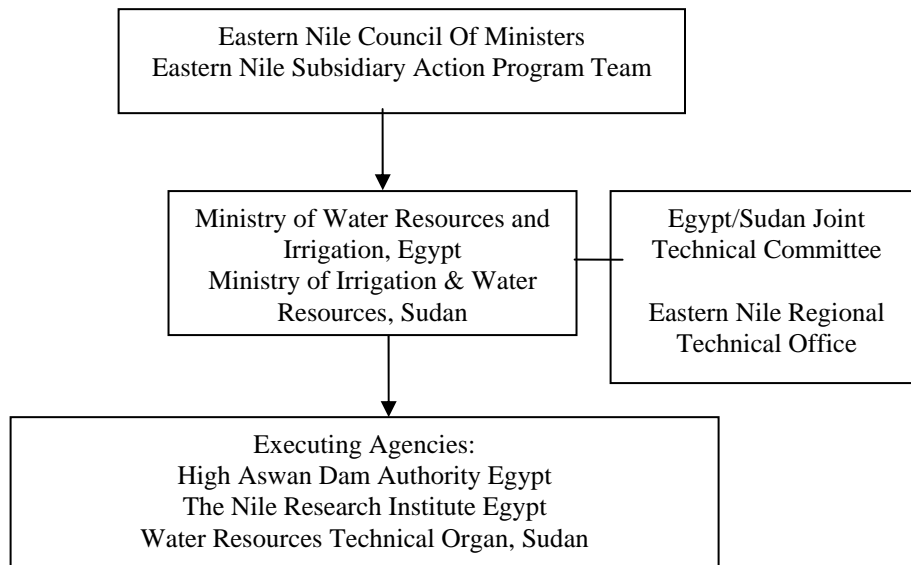 Eastern Nile Council Of Ministers
Eastern Nile Subsidiary Action Program Team
Ministry of Water Resources and
Irrigation, Egypt
Ministry of Irrigation & Water
Resources, Sudan
Egypt/Sudan Joint
Technical Committee
Eastern Nile Regional
Technical Office
Executing Agencies:
High Aswan Dam Authority Egypt
The Nile Research Institute Egypt
Water Resources Technical Organ, Sudan